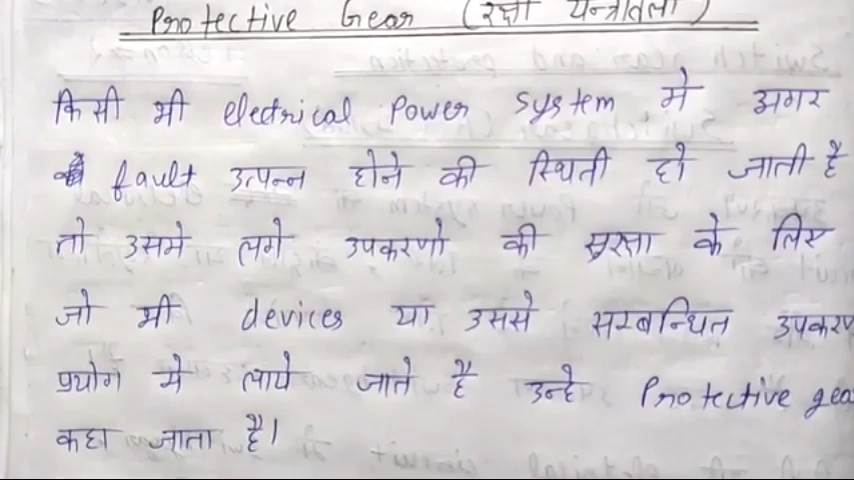 Protective Gear (रक्षा यन्त्रावली)
किसी भी electrical Power System मे अगर
fault उत्पन्न होने की स्थिती हो जाती है
तो उसमे लगे उपकरणो की सुरक्षा के लिए
जो भी devices या उससे सम्बन्धित उपकरण
प्रयोग मे लाये जाते है उन्हे Protective gea
कहा जाता है।